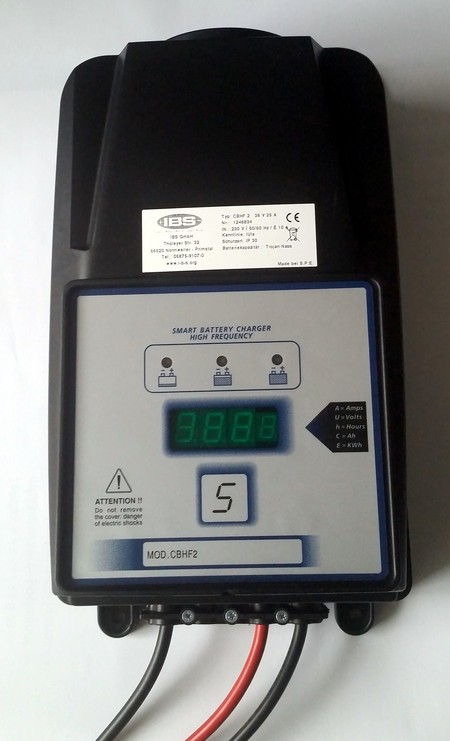 IBS
IBS GmbH
Tholeyer Str. 32
66620 Nonnweiler - Primstal
Tel.: 06875-9107-0
www.i-b-s.org
Typ: CBHF 2 36 V 25 A
Nr.: 1246934
IN : 230 V / 50/60 Hz / E 10 A
Kennlinie: IUIa
Schutzart: IP 30
Batteriekapazität : Trojan Nass
CE
Made bei S.P.E.
SMART BATTERY CHARGER
HIGH FREQUENCY
- +
- +
- +
A = Amps
U = Volts
h = Hours
C = Ah
E = KWh
S
ATTENTION !!
Do not remove
the cover: danger
of electric shocks
MOD.CBHF2